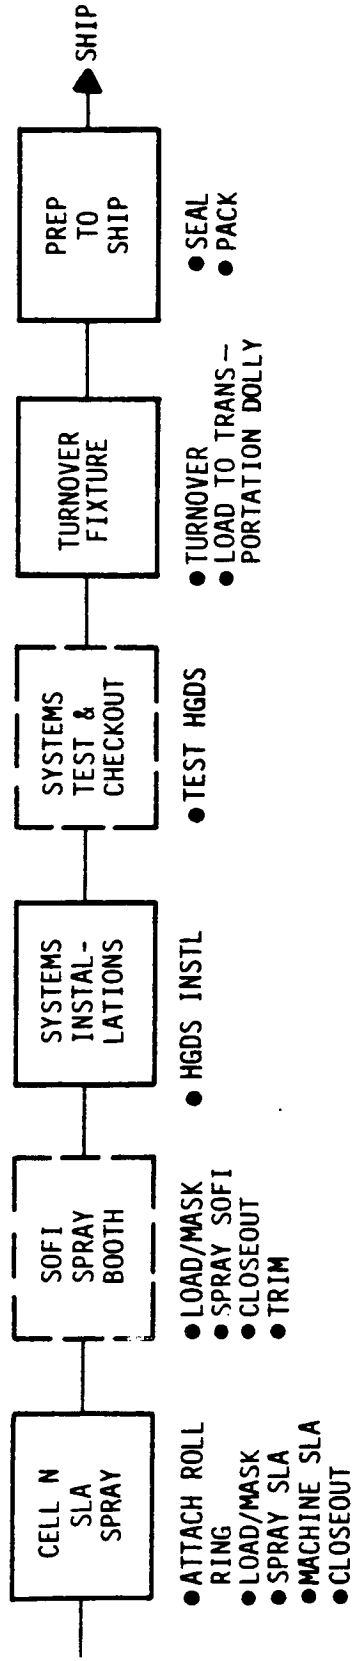 CELL N
SLA
SPRAY
● ATTACH ROLL
RING
● LOAD/MASK
● SPRAY SLA
● MACHINE SLA
● CLOSEOUT
SOFI
SPRAY
BOOTH
● LOAD/MASK
● SPRAY SOFI
● CLOSEOUT
● TRIM
SYSTEMS
INSTAL-
LATIONS
● HGDS INSTL
SYSTEMS
TEST &
CHECKOUT
● TEST HGDS
TURNOVER
FIXTURE
● TURNOVER
● LOAD TO TRANS-
PORTATION DOLLY
PREP
TO
SHIP
● SEAL
● PACK
SHIP